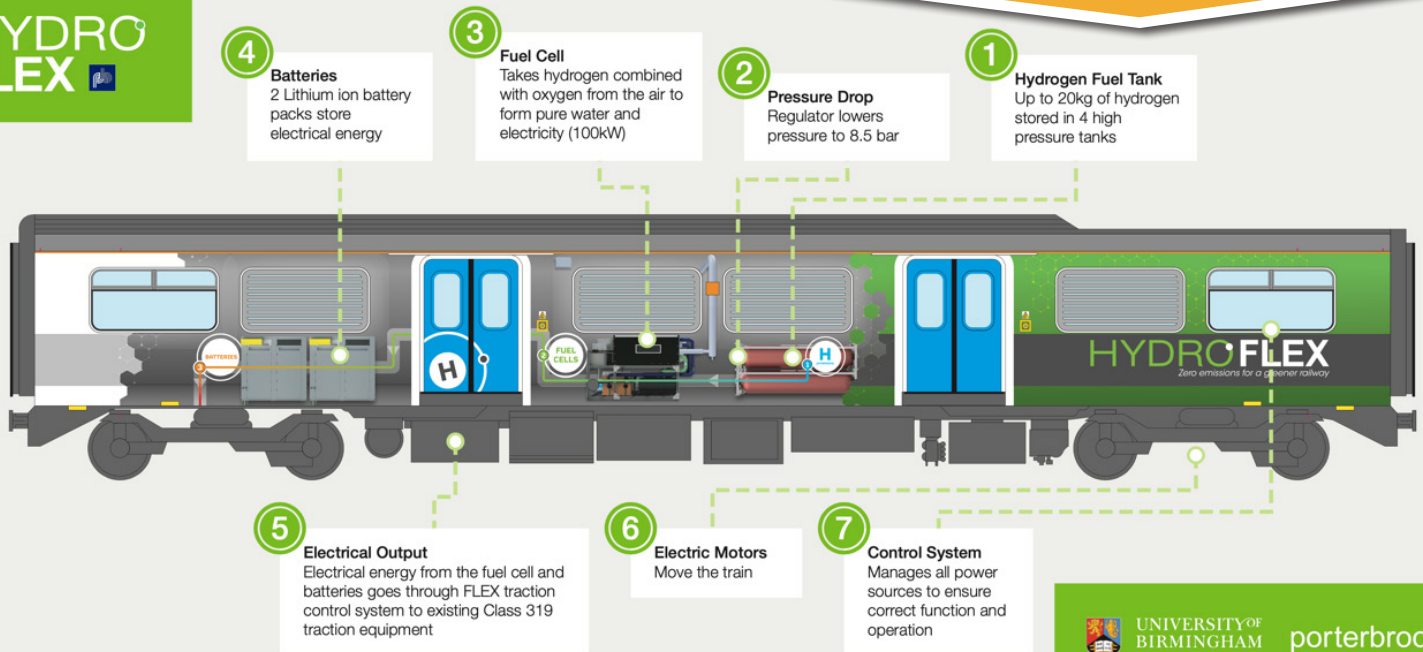 YDRO
LEX
4
Batteries
2 Lithium ion battery
packs store
electrical energy
3
Fuel Cell
Takes hydrogen combined
with oxygen from the air to
form pure water and
electricity (100kW)
2
Pressure Drop
Regulator lowers
pressure to 8.5 bar
1
Hydrogen Fuel Tank
Up to 20kg of hydrogen
stored in 4 high
pressure tanks
BATTERIES
3
H
2
FUEL
CELLS
H
HYDROFLEX
Zero emissions for a greener railway
5
Electrical Output
Electrical energy from the fuel cell and
batteries goes through FLEX traction
control system to existing Class 319
traction equipment
6
Electric Motors
Move the train
7
Control System
Manages all power
sources to ensure
correct function and
operation
UNIVERSITY OF
BIRMINGHAM
porterbroo